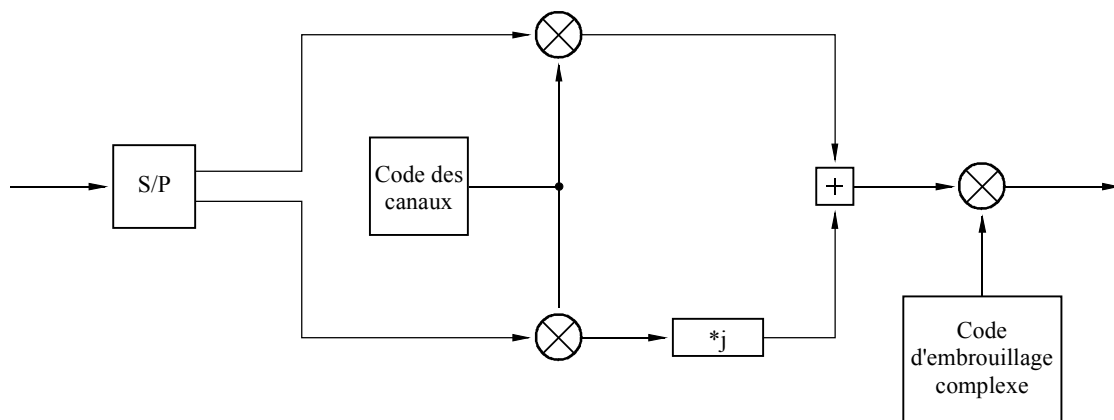 S/P
Code des
canaux
+
*j
Code
d'embrouillage
complexe